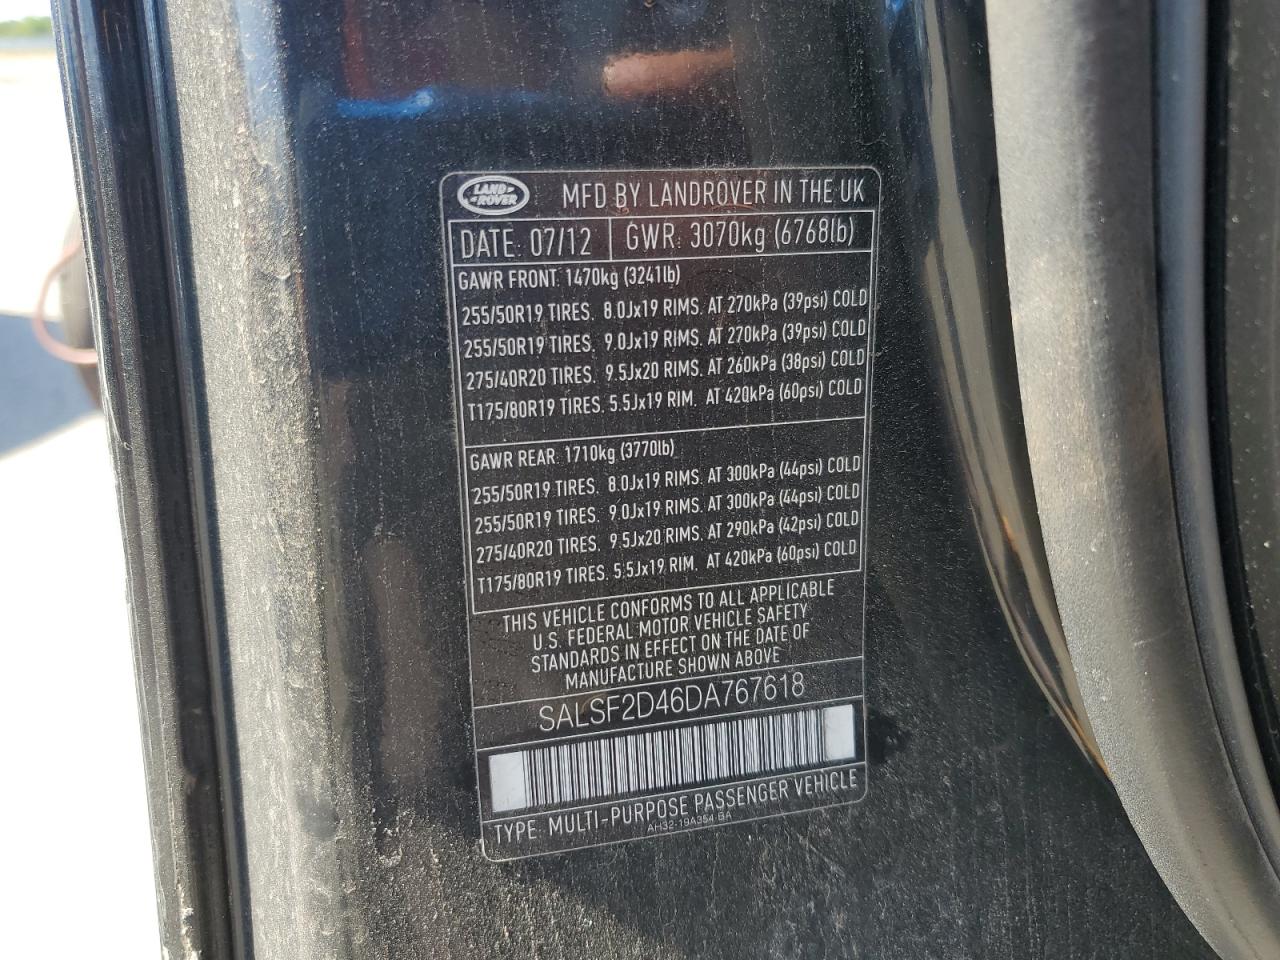 LAND ROVER MFD BY LANDROVER IN THE UK
DATE: 07/12 GWR: 3070kg (6768lb)
GAWR FRONT: 1470kg (3241lb)
255/50R19 TIRES. 8.0Jx19 RIMS. AT 270kPa (39psi) COLD
255/50R19 TIRES. 9.0Jx19 RIMS. AT 270kPa (39psi) COLD
275/40R20 TIRES. 9.5Jx20 RIMS. AT 260kPa (38psi) COLD
T175/80R19 TIRES. 5.5Jx19 RIM. AT 420kPa (60psi) COLD
GAWR REAR: 1710kg (3770lb)
255/50R19 TIRES. 8.0Jx19 RIMS. AT 300kPa (44psi) COLD
255/50R19 TIRES. 9.0Jx19 RIMS. AT 300kPa (44psi) COLD
275/40R20 TIRES. 9.5Jx20 RIMS. AT 290kPa (42psi) COLD
T175/80R19 TIRES. 5.5Jx19 RIM. AT 420kPa (60psi) COLD
THIS VEHICLE CONFORMS TO ALL APPLICABLE
U.S. FEDERAL MOTOR VEHICLE SAFETY
STANDARDS IN EFFECT ON THE DATE OF
MANUFACTURE SHOWN ABOVE
SALSF2D46DA767618
TYPE: MULTI-PURPOSE PASSENGER VEHICLE
AH32-19A354-BA